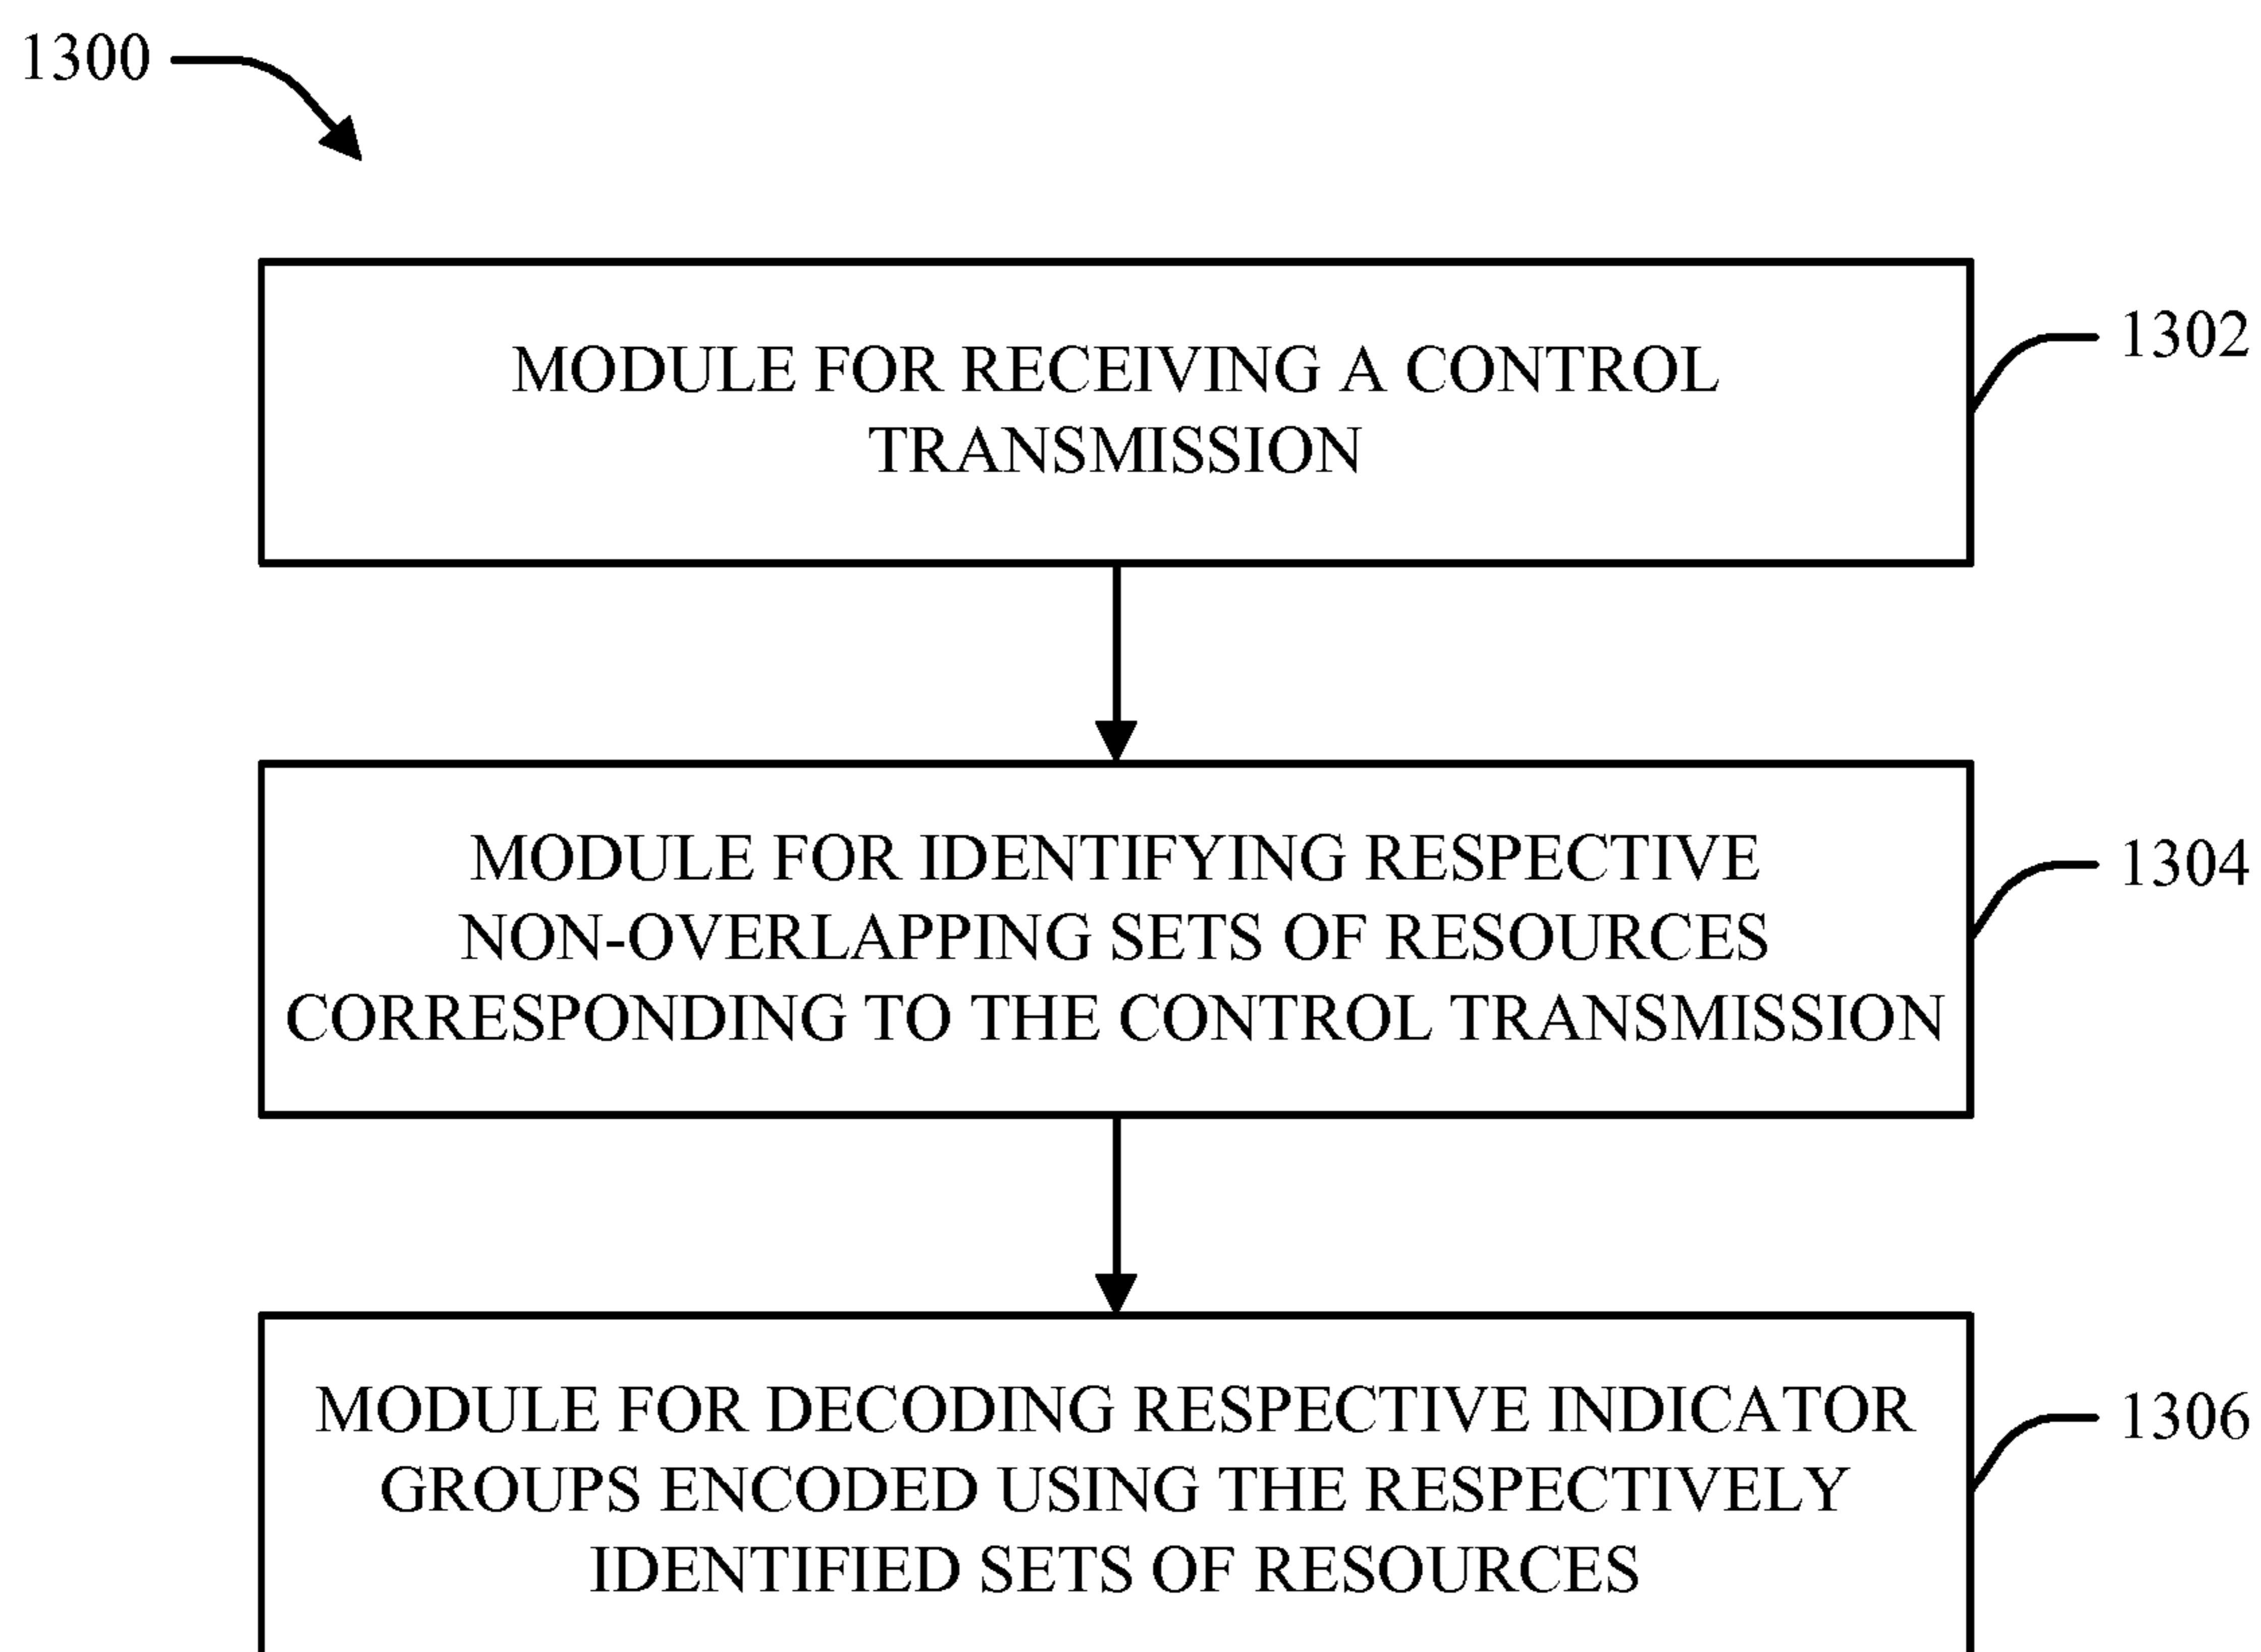 1300
MODULE FOR RECEIVING A CONTROL
TRANSMISSION
1302
MODULE FOR IDENTIFYING RESPECTIVE
NON-OVERLAPPING SETS OF RESOURCES
CORRESPONDING TO THE CONTROL TRANSMISSION
1304
MODULE FOR DECODING RESPECTIVE INDICATOR
GROUPS ENCODED USING THE RESPECTIVELY
IDENTIFIED SETS OF RESOURCES
1306